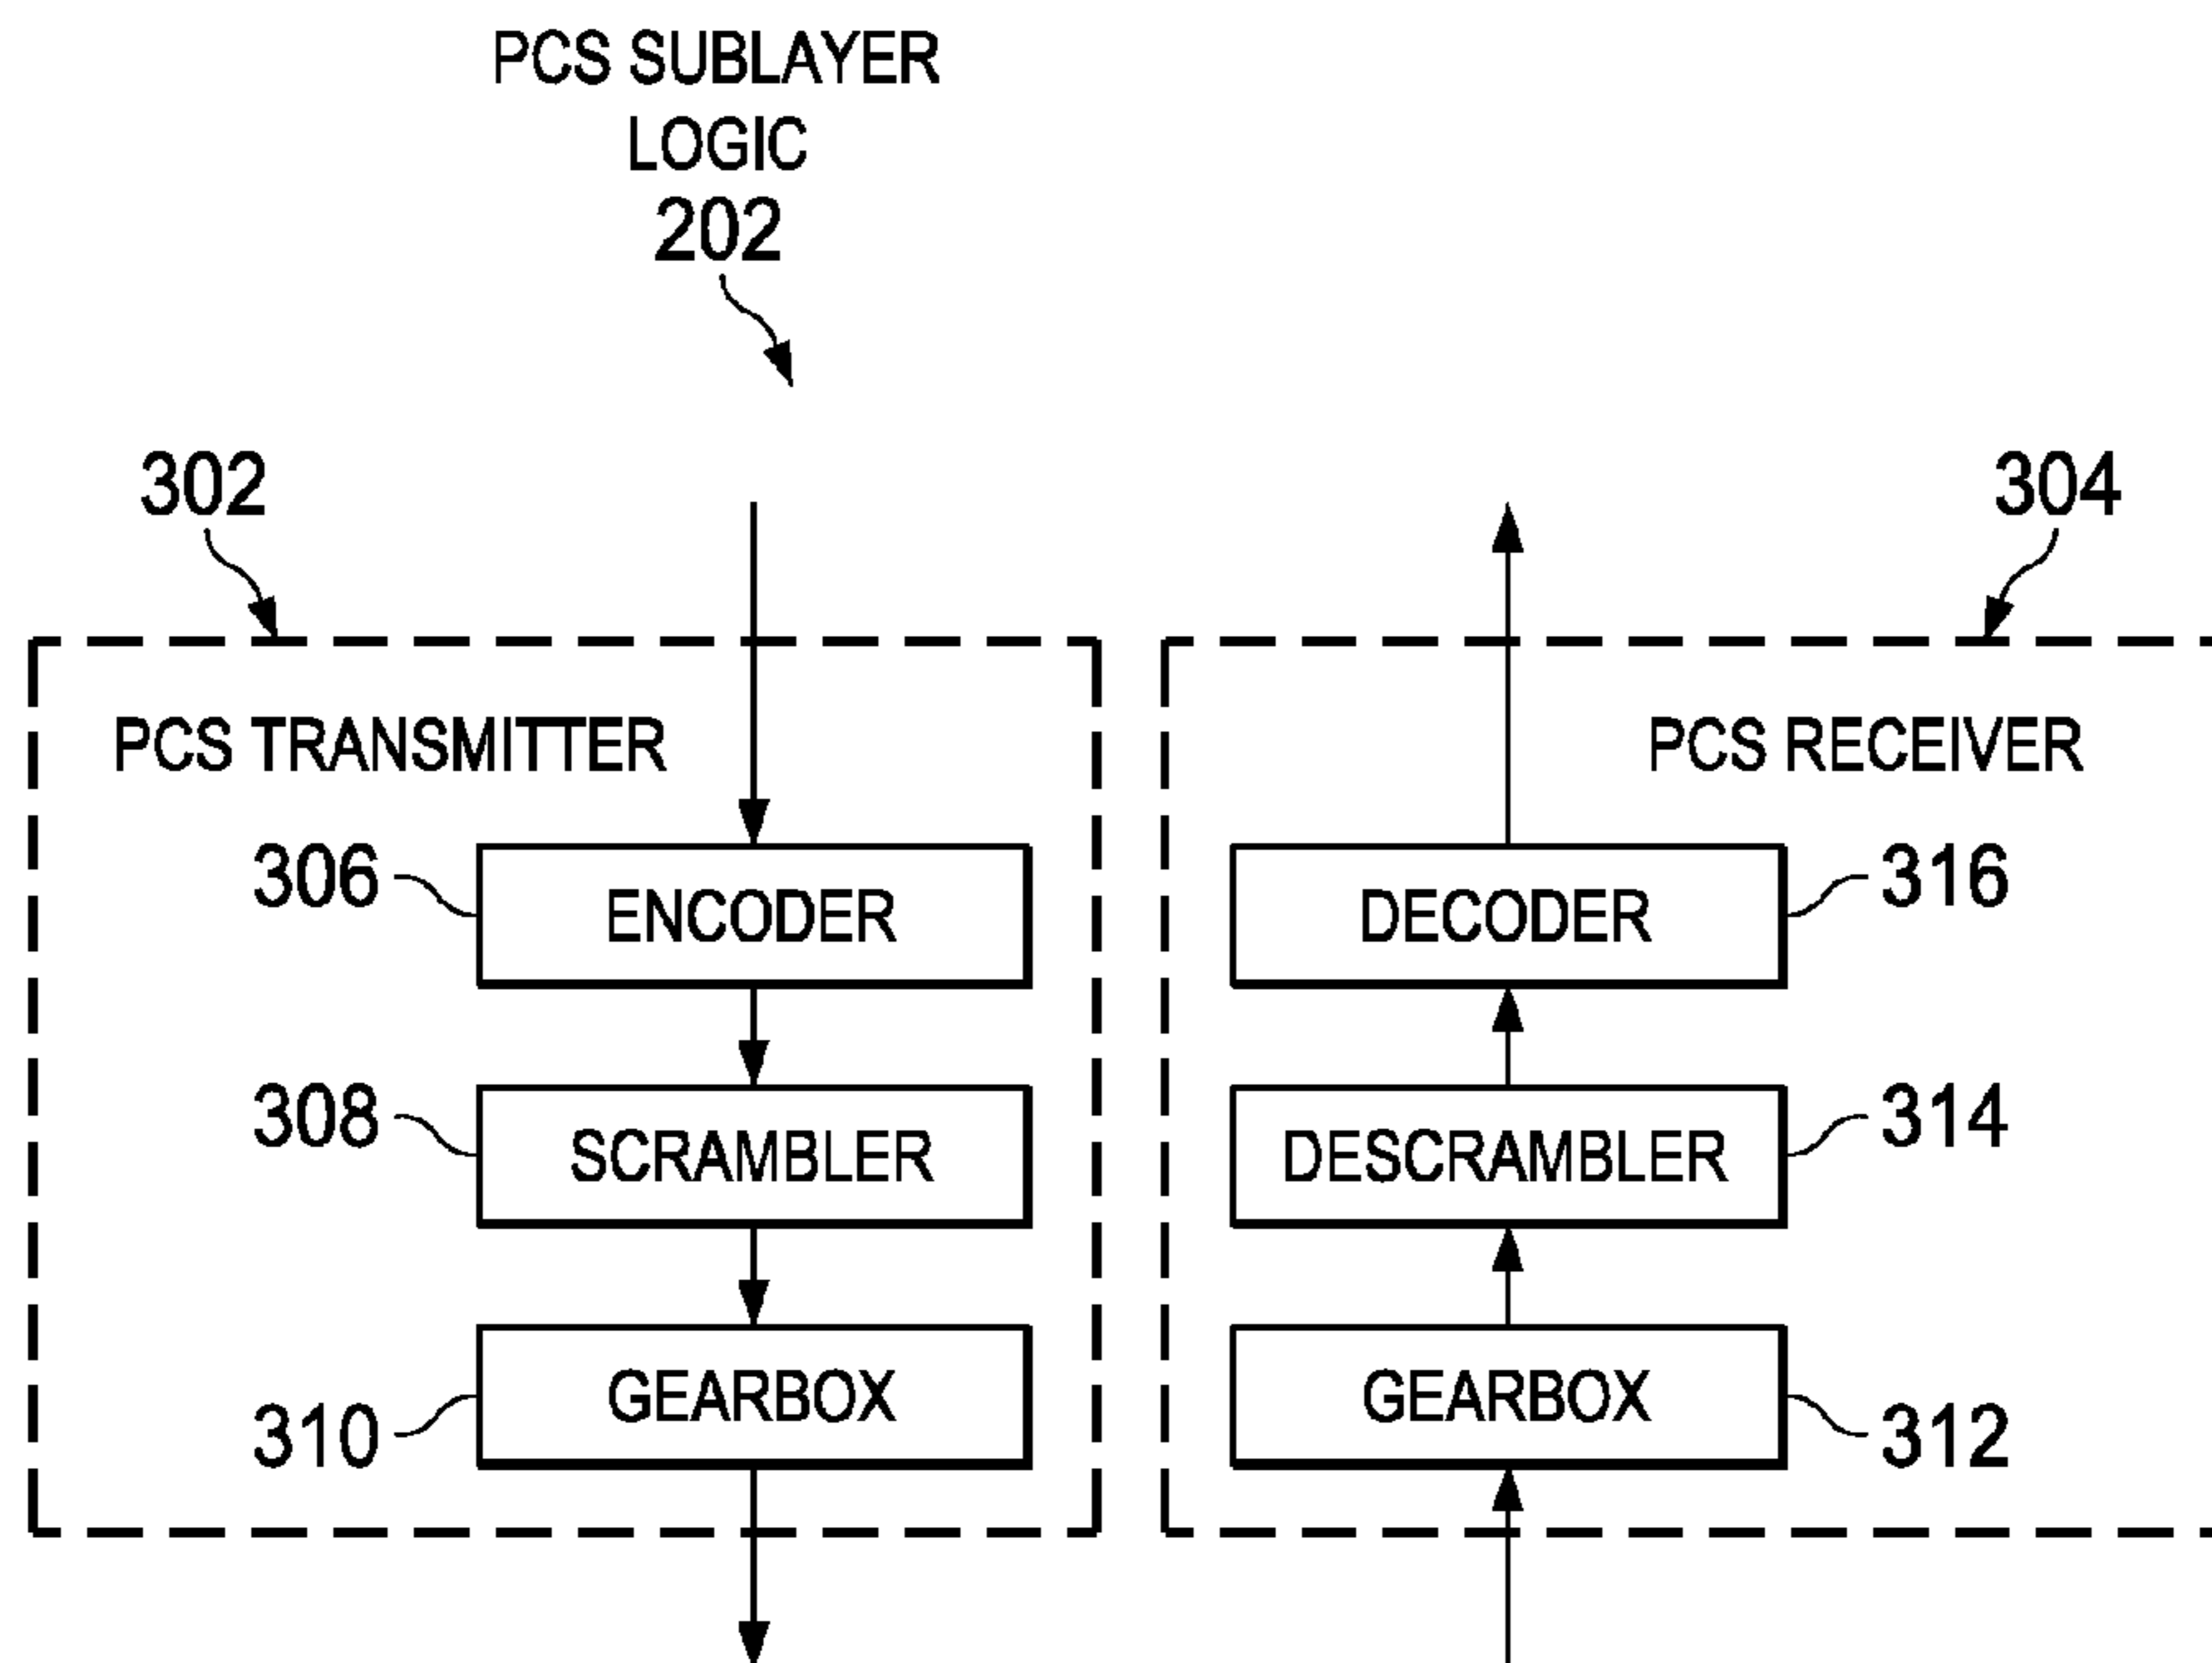 PCS SUBLAYER
LOGIC
202
302
304
PCS TRANSMITTER
PCS RECEIVER
306
ENCODER
DECODER
316
308
SCRAMBLER
DESCRAMBLER
314
310
GEARBOX
GEARBOX
312